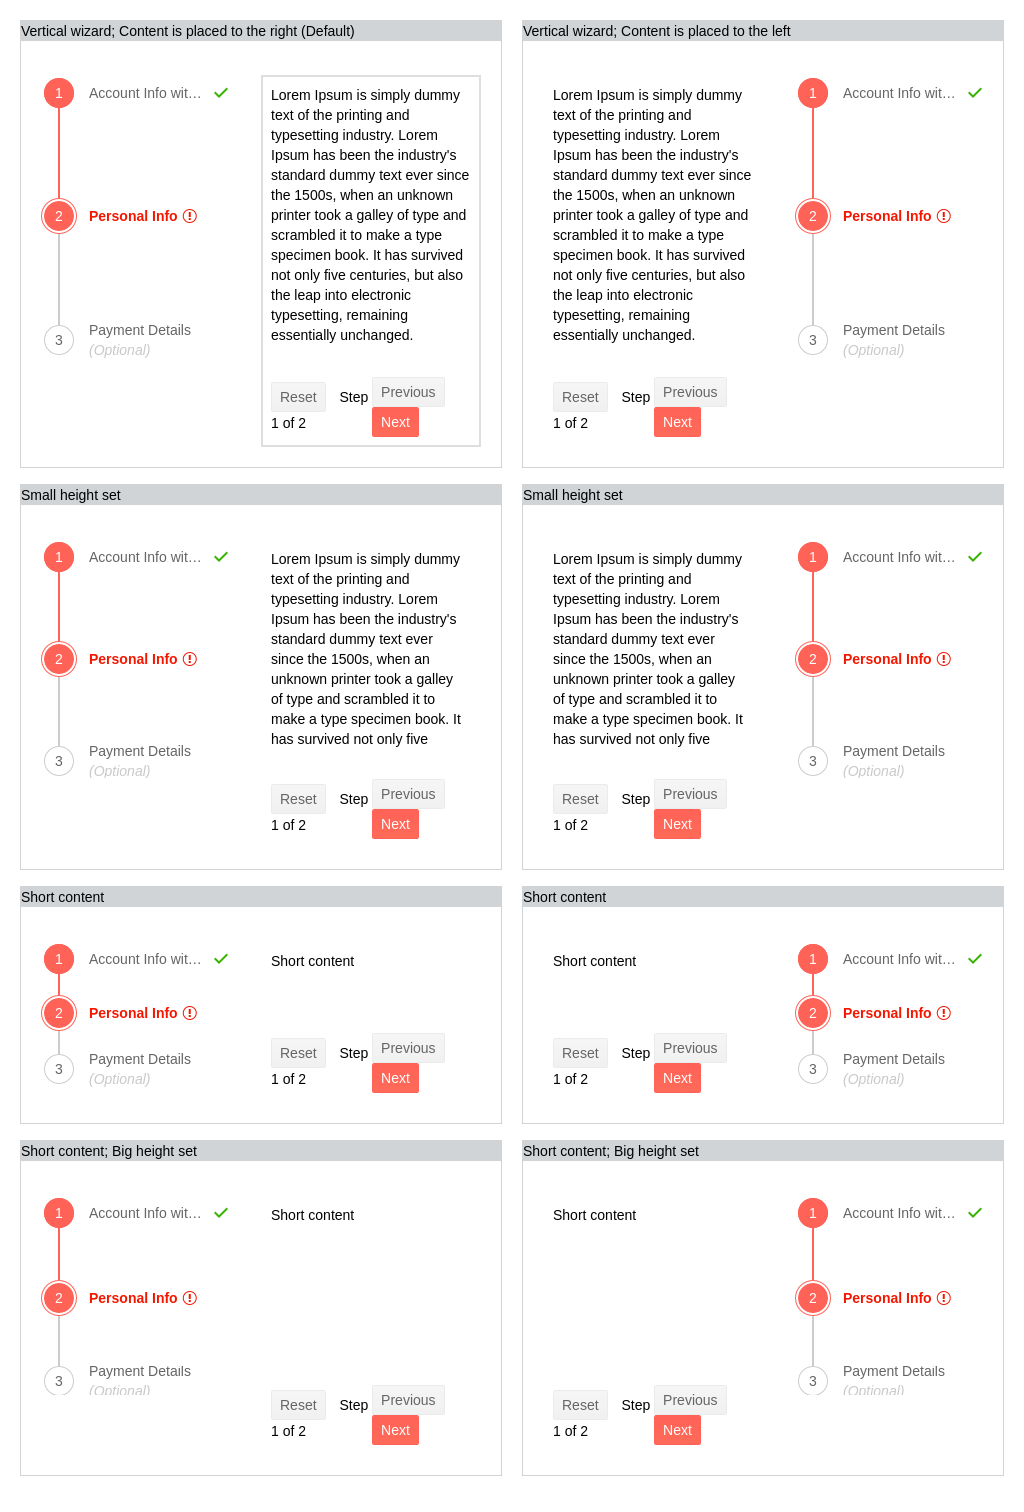 Vertical wizard; Content is placed to the right (Default)
1
Account Info wit...
2
Personal Info
3
Payment Details
(Optional)
Lorem Ipsum is simply dummy
text of the printing and
typesetting industry. Lorem
Ipsum has been the industry's
standard dummy text ever since
the 1500s, when an unknown
printer took a galley of type and
scrambled it to make a type
specimen book. It has survived
not only five centuries, but also
the leap into electronic
typesetting, remaining
essentially unchanged.
Reset Step Previous
1 of 2 Next
Vertical wizard; Content is placed to the left
Lorem Ipsum is simply dummy
text of the printing and
typesetting industry. Lorem
Ipsum has been the industry's
standard dummy text ever since
the 1500s, when an unknown
printer took a galley of type and
scrambled it to make a type
specimen book. It has survived
not only five centuries, but also
the leap into electronic
typesetting, remaining
essentially unchanged.
Reset Step Previous
1 of 2 Next
1
Account Info wit...
2
Personal Info
3
Payment Details
(Optional)
Small height set
1
Account Info wit...
2
Personal Info
3
Payment Details
(Optional)
Lorem Ipsum is simply dummy
text of the printing and
typesetting industry. Lorem
Ipsum has been the industry's
standard dummy text ever
since the 1500s, when an
unknown printer took a galley
of type and scrambled it to
make a type specimen book. It
has survived not only five
Reset Step Previous
1 of 2 Next
Small height set
Lorem Ipsum is simply dummy
text of the printing and
typesetting industry. Lorem
Ipsum has been the industry's
standard dummy text ever
since the 1500s, when an
unknown printer took a galley
of type and scrambled it to
make a type specimen book. It
has survived not only five
Reset Step Previous
1 of 2 Next
1
Account Info wit...
2
Personal Info
3
Payment Details
(Optional)
Short content
1
Account Info wit...
2
Personal Info
3
Payment Details
(Optional)
Short content
Reset Step Previous
1 of 2 Next
Short content
Short content
Reset Step Previous
1 of 2 Next
1
Account Info wit...
2
Personal Info
3
Payment Details
(Optional)
Short content; Big height set
1
Account Info wit...
2
Personal Info
3
Payment Details
(Optional)
Short content
Reset Step Previous
1 of 2 Next
Short content; Big height set
Short content
Reset Step Previous
1 of 2 Next
1
Account Info wit...
2
Personal Info
3
Payment Details
(Optional)